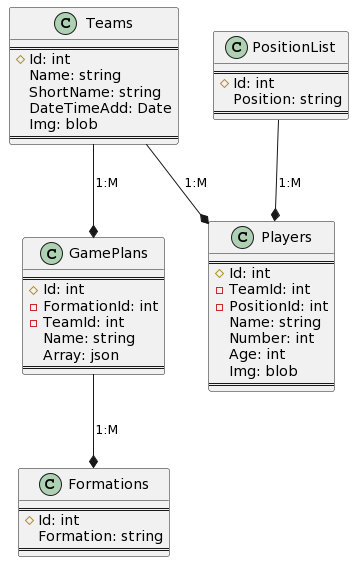 C Teams
Id: int
Name: string
ShortName: string
DateTimeAdd: Date
Img: blob
C PositionList
Id: int
Position: string
1:M
1:M
1:M
C GamePlans
Id: int
FormationId: int
TeamId: int
Name: string
Array: json
C Players
Id: int
TeamId: int
PositionId: int
Name: string
Number: int
Age: int
Img: blob
1:M
C Formations
Id: int
Formation: string